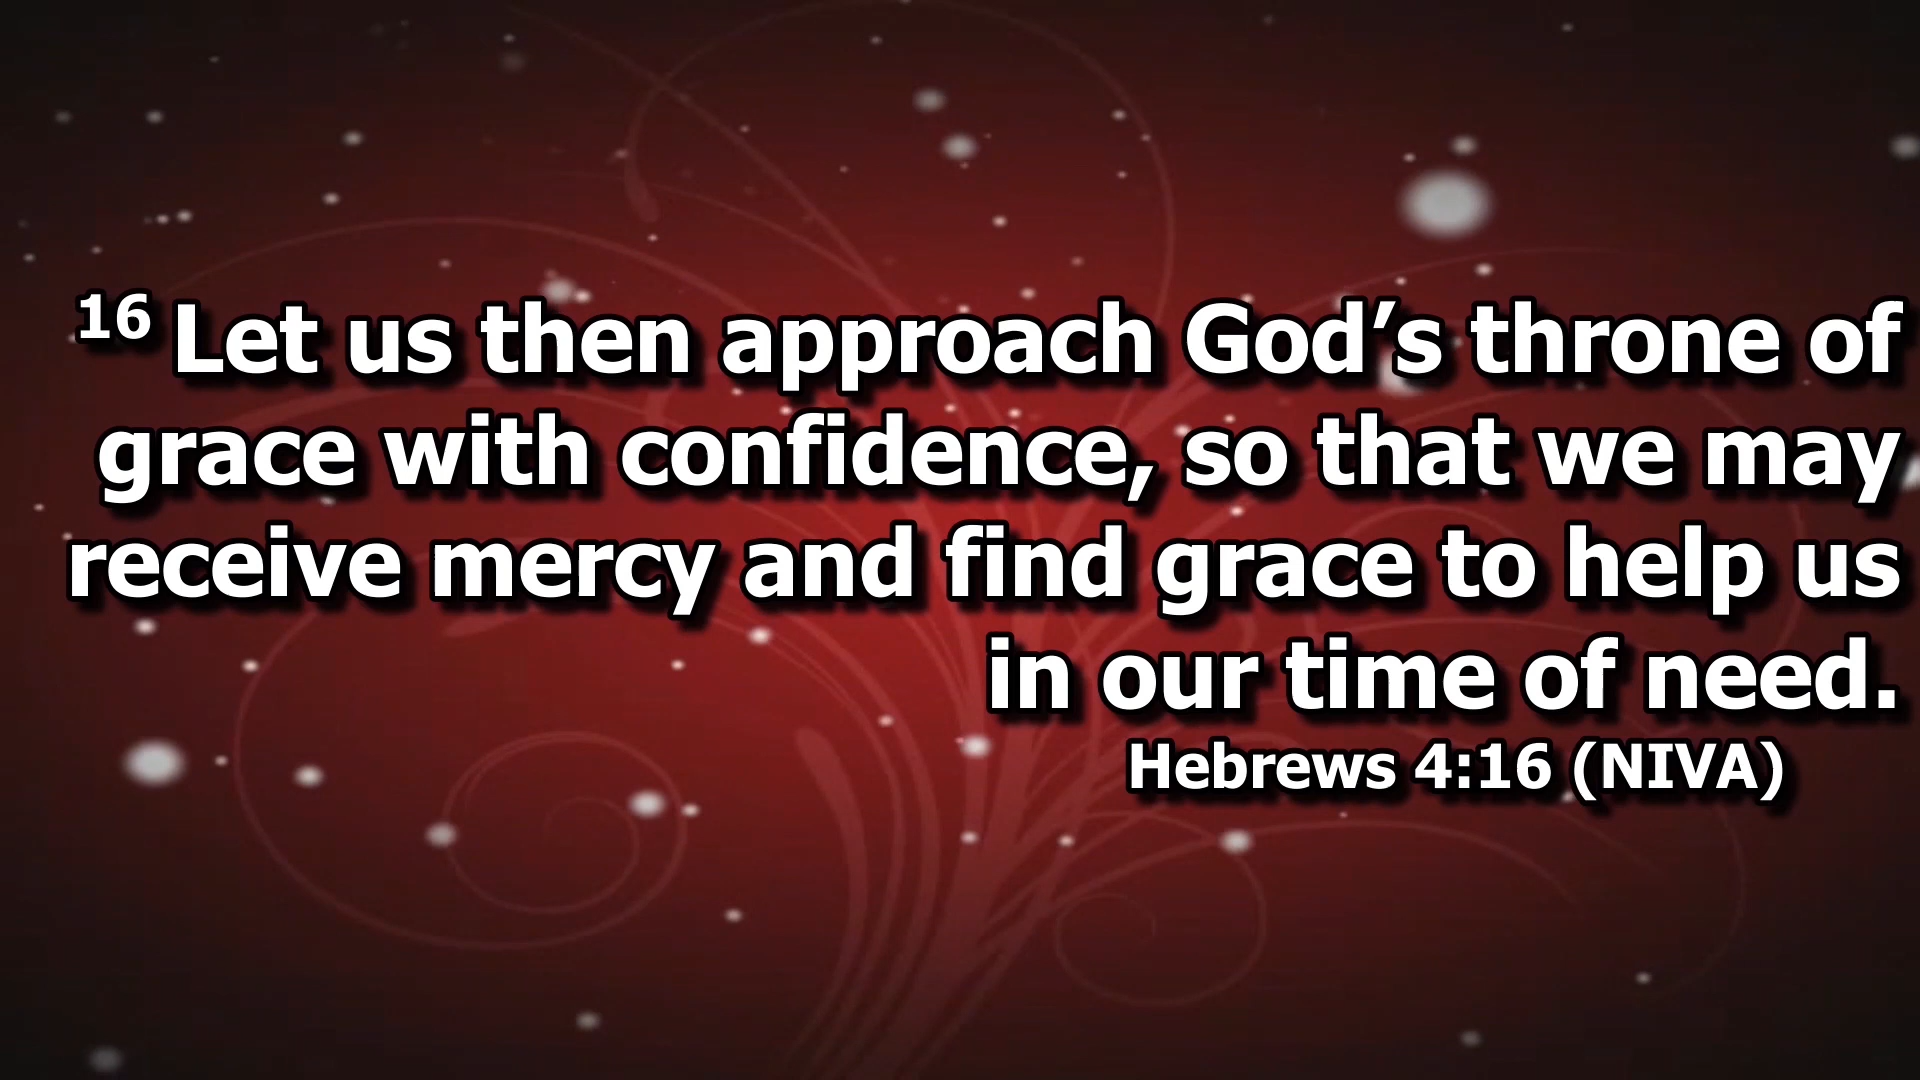 16 Let us then approach God’s throne of
grace with confidence, so that we may
receive mercy and find grace to help us
in our time of need.
Hebrews 4:16 (NIVA)